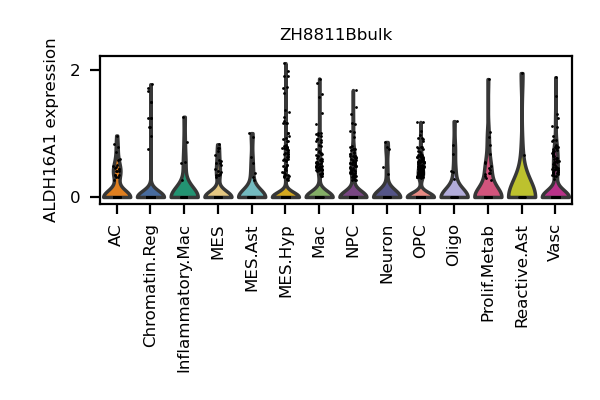 ZH8811Bbulk
ALDH16A1 expression
2
0
AC
Chromatin.Reg
Inflammatory.Mac
MES
MES.Ast
MES.Hyp
Mac
NPC
Neuron
OPC
Oligo
Prolif.Metab
Reactive.Ast
Vasc